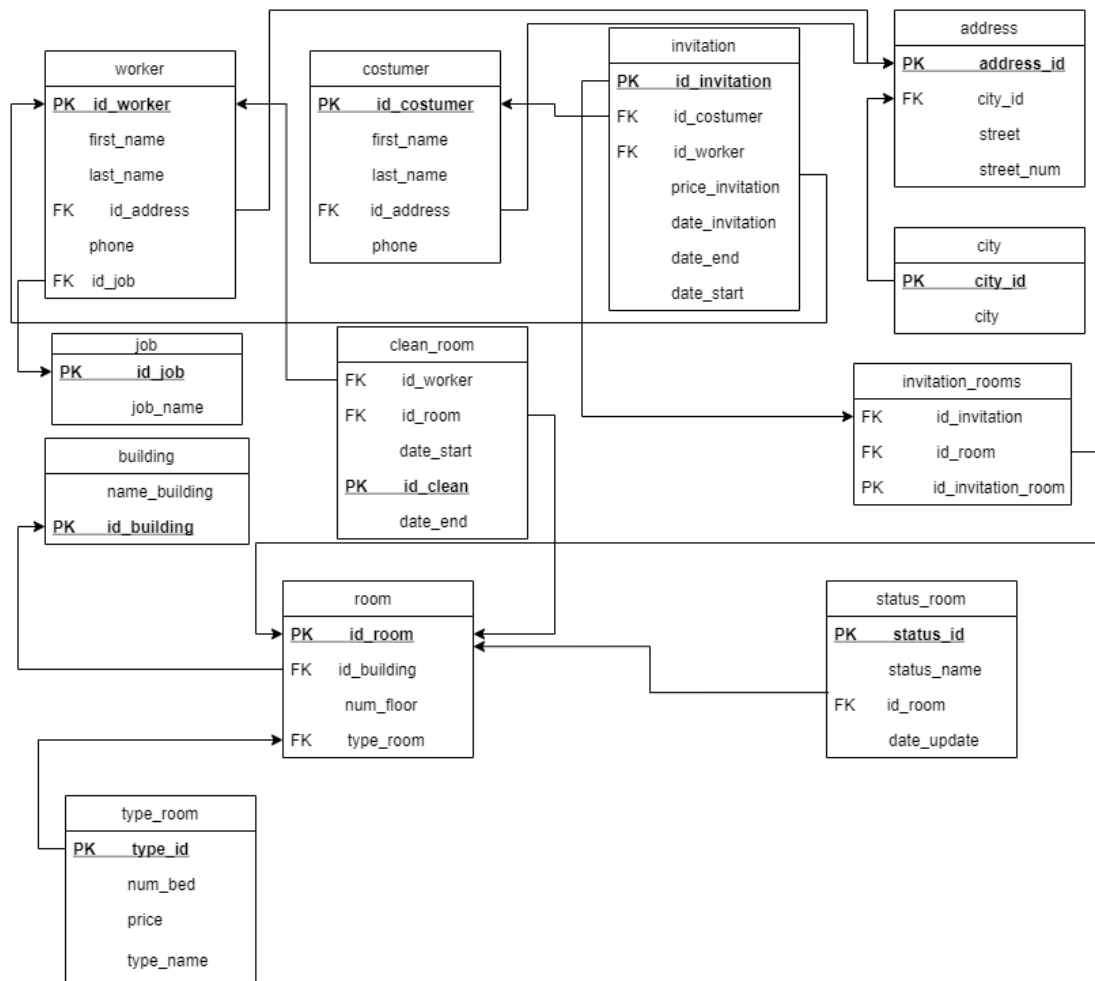 worker
PK id_worker
first_name
last_name
FK id_address
phone
FK id_job
costumer
PK id_costumer
first_name
last_name
FK id_address
phone
invitation
PK id_invitation
FK id_costumer
FK id_worker
price_invitation
date_invitation
date_end
date_start
address
PK address_id
FK city_id
street
street_num
city
PK city_id
city
job
PK id_job
job_name
clean_room
FK id_worker
FK id_room
date_start
PK id_clean
date_end
invitation_rooms
FK id_invitation
FK id_room
PK id_invitation_room
building
name_building
PK id_building
room
PK id_room
FK id_building
num_floor
FK type_room
status_room
PK status_id
status_name
FK id_room
date_update
type_room
PK type_id
num_bed
price
type_name